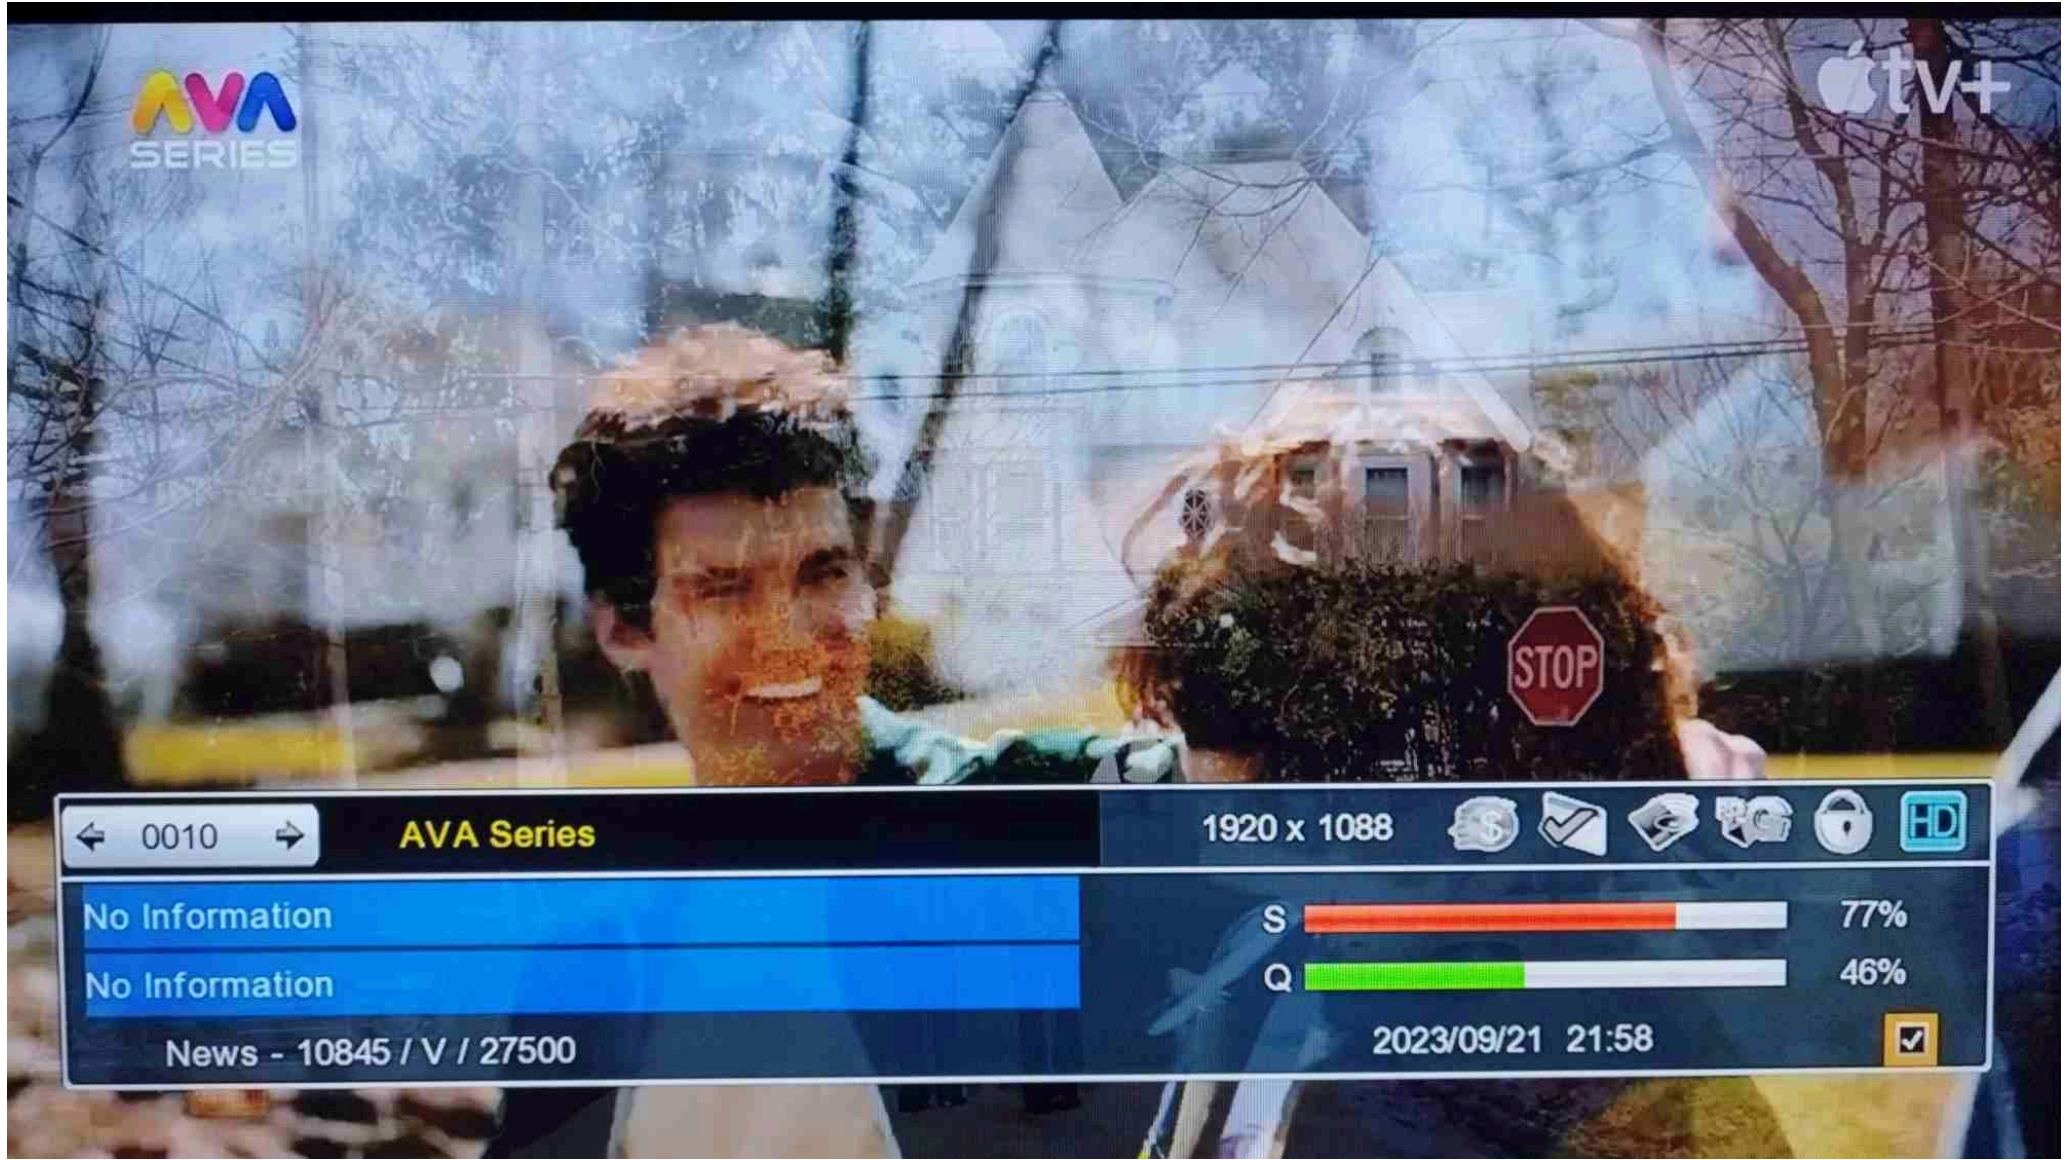 AVA
SERIES
tv+
STOP
0010
AVA Series
1920 x 1088
HD
No Information
S 77%
No Information
Q 46%
News - 10845 / V / 27500
2023/09/21 21:58